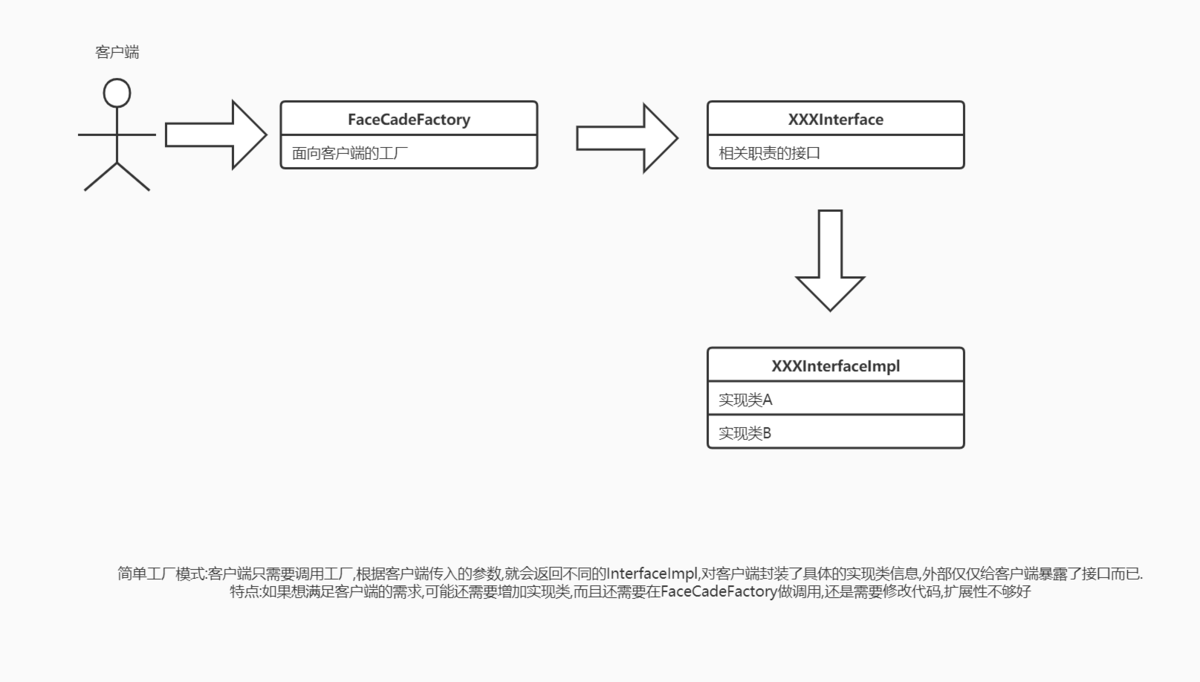 客户端
FaceCadeFactory
面向客户端的工厂
XXXInterface
相关职责的接口
XXXInterfaceImpl
实现类A
实现类B
简单工厂模式:客户端只需要调用工厂,根据客户端传入的参数,就会返回不同的InterfaceImpl,对客户端封装了具体的实现类信息,外部仅仅给客户端暴露了接口而已.
特点:如果想满足客户端的需求,可能还需要增加实现类,而且还需要在FaceCadeFactory做调用,还是需要修改代码,扩展性不够好